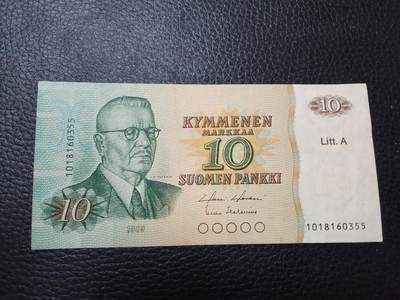 KYMMENEN
MARKKAA
10
SUOMEN PANKKI
10
Litt. A
10
1018160355
1018160355